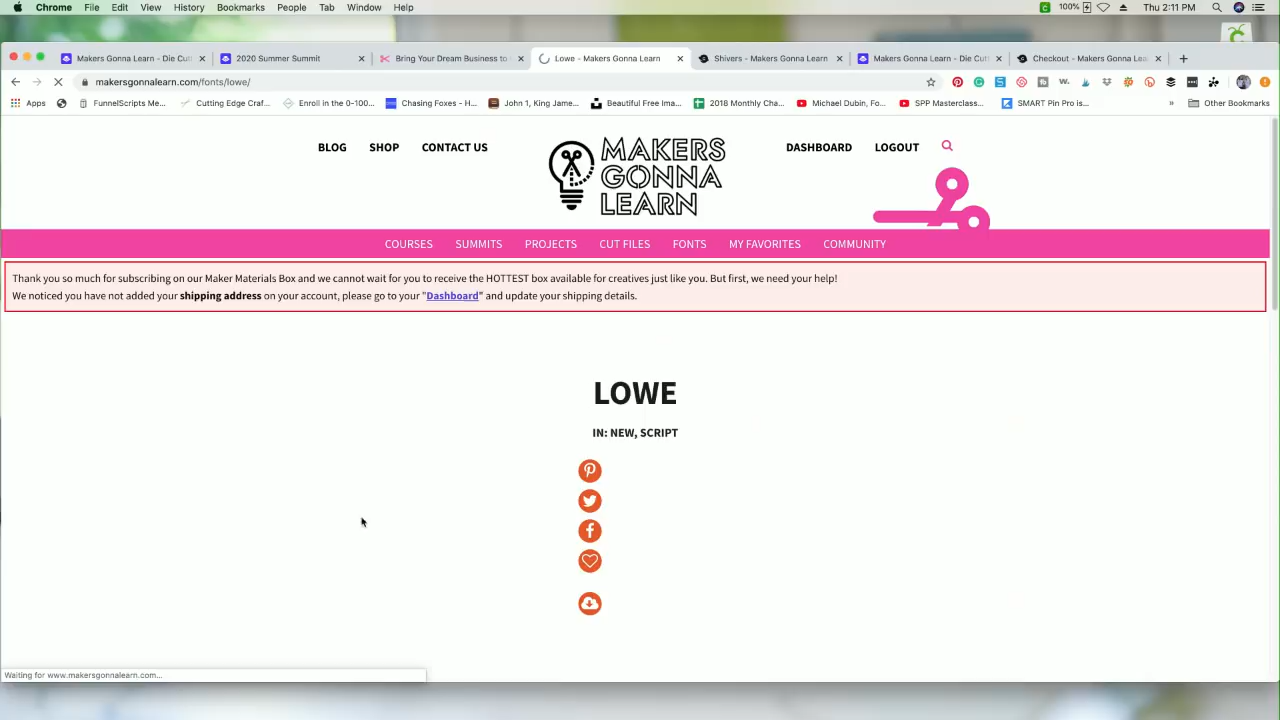 Chrome File Edit View History Bookmarks People Tab Window Help
100% Thu 2:11 PM
Makers Gonna Learn - Die Cut
2020 Summer Summit
Bring Your Dream Business to
Lowe - Makers Gonna Learn
Shivers - Makers Gonna Learn
Makers Gonna Learn - Die Cut
Checkout - Makers Gonna Lea
makersgonnalearn.com/fonts/lowe/
Apps
FunnelScripts Me...
Cutting Edge Craf...
Enroll in the 0-100...
Chasing Foxes - H...
John 1, King Jame...
Beautiful Free Ima...
2018 Monthly Cha...
Michael Dubin, Fo...
SPP Masterclass...
SMART Pin Pro is...
»
Other Bookmarks
BLOG SHOP CONTACT US
MAKERS
GONNA
LEARN
DASHBOARD LOGOUT
COURSES SUMMITS PROJECTS CUT FILES FONTS MY FAVORITES COMMUNITY
Thank you so much for subscribing on our Maker Materials Box and we cannot wait for you to receive the HOTTEST box available for creatives just like you. But first, we need your help!
We noticed you have not added your shipping address on your account, please go to your "Dashboard" and update your shipping details.
LOWE
IN: NEW, SCRIPT
Waiting for www.makersgonnalearn.com...